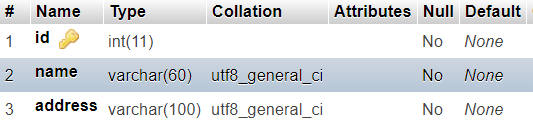 # Name Type Collation Attributes Null Default
1 id int(11) No None
2 name varchar(60) utf8_general_ci No None
3 address varchar(100) utf8_general_ci No None